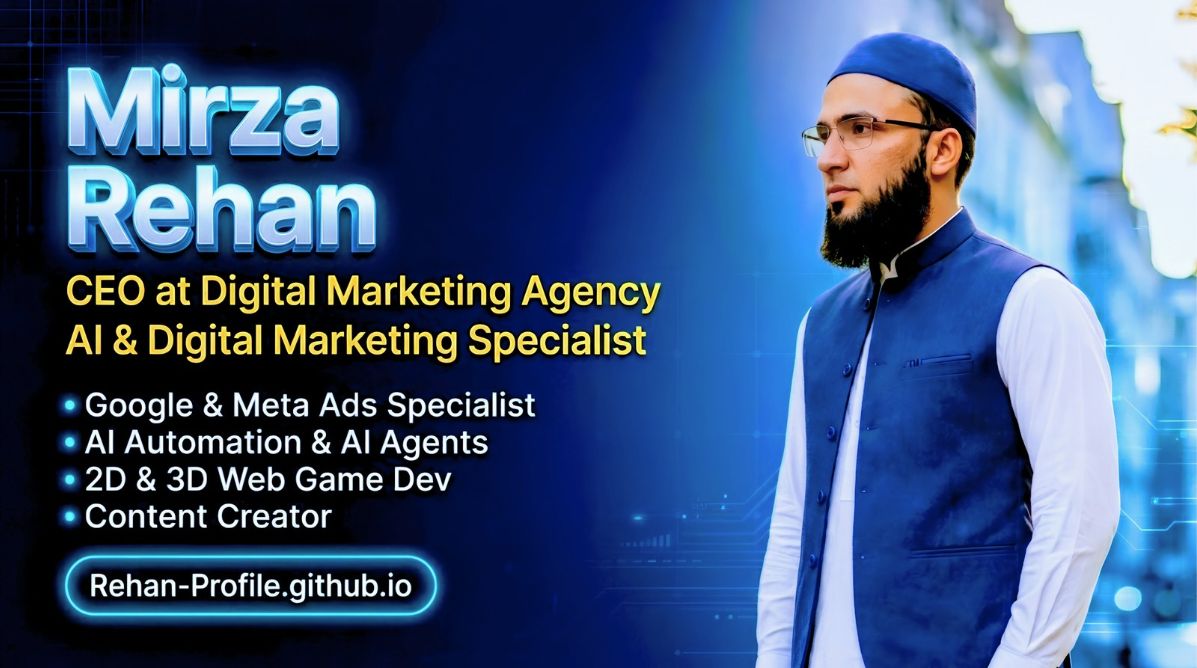 Mirza
Rehan
CEO at Digital Marketing Agency
AI & Digital Marketing Specialist
• Google & Meta Ads Specialist
• AI Automation & AI Agents
• 2D & 3D Web Game Dev
• Content Creator
Rehan-Profile.github.io